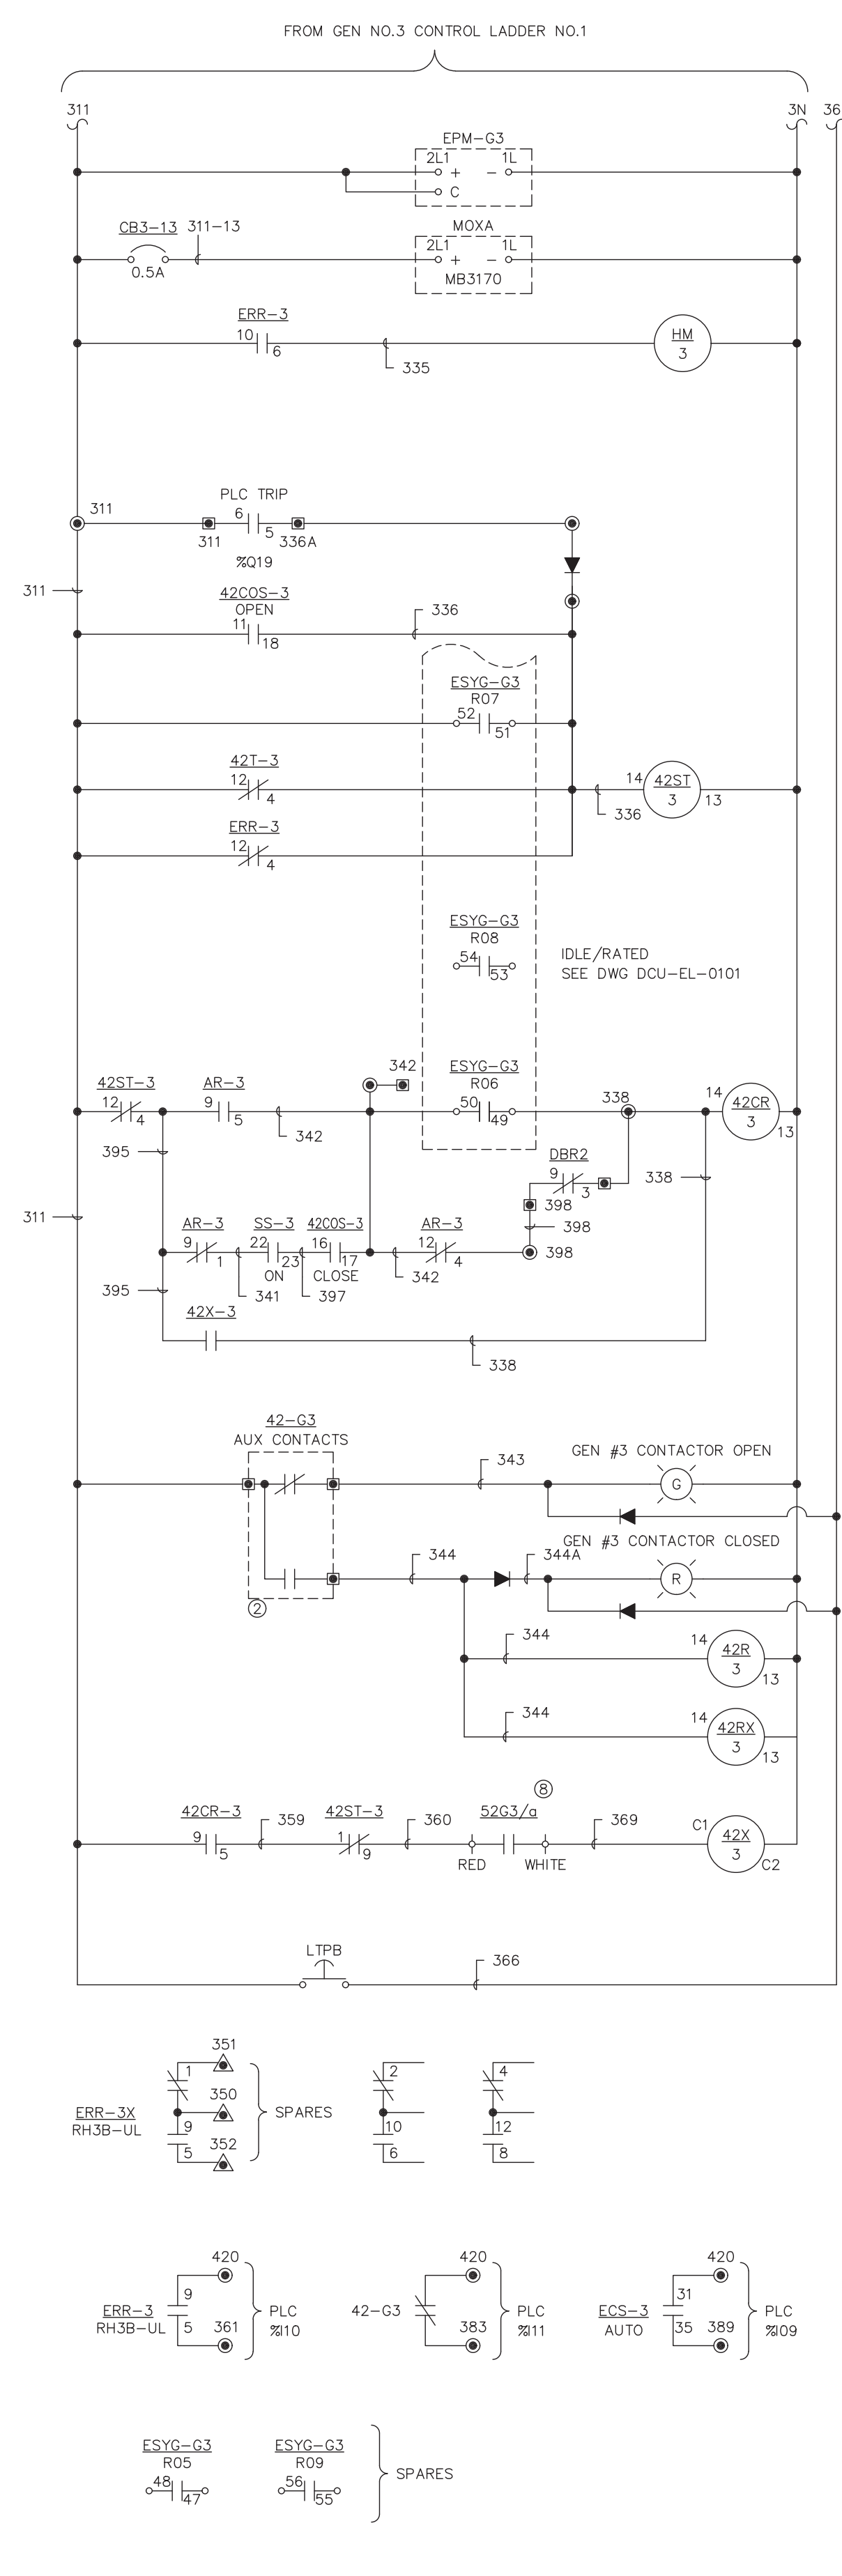 FROM GEN NO.3 CONTROL LADDER NO.1
311
3N
36
EPM-G3
2L1
1L
+
-
C
CB3-13
311-13
0.5A
MOXA
2L1
1L
+
-
MB3170
ERR-3
10
6
335
HM
3
PLC TRIP
311
6
5
311
336A
%Q19
311
42COS-3
OPEN
11
18
336
ESYG-G3
R07
52
51
42T-3
12
4
14
42ST
3
13
336
ERR-3
12
4
ESYG-G3
R08
54
53
IDLE/RATED
SEE DWG DCU-EL-0101
342
ESYG-G3
R06
50
49
42ST-3
12
4
AR-3
9
5
342
338
14
42CR
3
13
395
DBR2
9
3
338
398
398
398
311
AR-3
9
1
SS-3
22
23
ON
42COS-3
16
17
CLOSE
AR-3
12
4
342
341
397
395
42X-3
338
42-G3
AUX CONTACTS
343
GEN #3 CONTACTOR OPEN
G
GEN #3 CONTACTOR CLOSED
344
344A
R
2
344
14
42R
3
13
344
14
42RX
3
13
8
42CR-3
9
5
359
42ST-3
1
9
360
52G3/a
RED
WHITE
369
C1
42X
3
C2
LTPB
366
351
1
350
ERR-3X
RH3B-UL
9
5
352
SPARES
2
10
6
4
12
8
420
9
ERR-3
RH3B-UL
5
361
PLC
%I10
420
42-G3
383
PLC
%I11
420
31
ECS-3
AUTO
35
389
PLC
%I09
ESYG-G3
R05
48
47
ESYG-G3
R09
56
55
SPARES